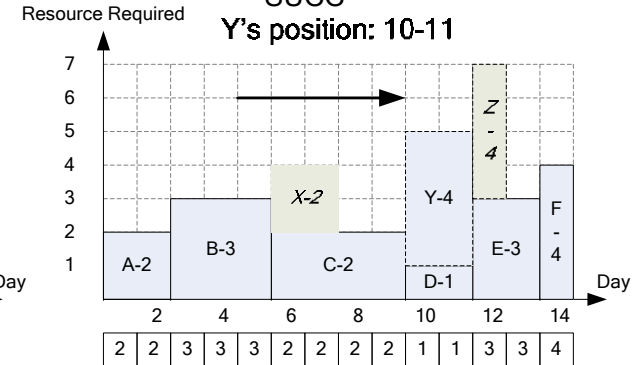 Resource Required
Y's position: 10-11
7
6
5
4
3
2
1
Z
-
4
X-2
Y-4
F
-
4
A-2
B-3
C-2
D-1
E-3
Day
Day
2 4 6 8 10 12 14
2 2 3 3 3 2 2 2 2 1 1 3 3 4